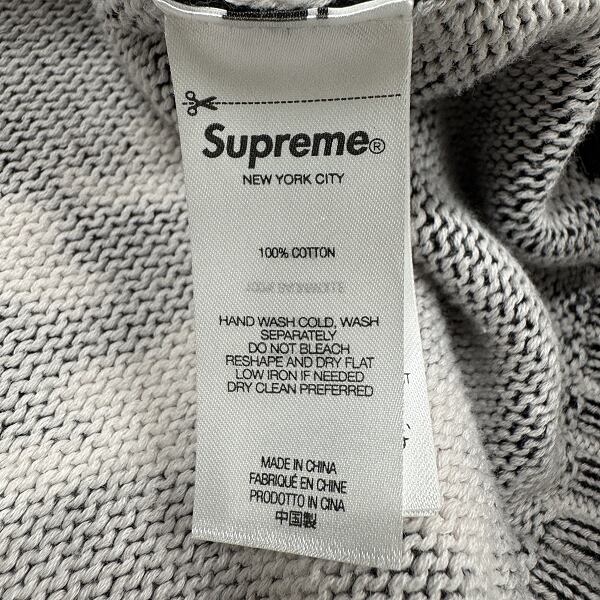 Supreme®
NEW YORK CITY
100% COTTON
HAND WASH COLD, WASH
SEPARATELY
DO NOT BLEACH
RESHAPE AND DRY FLAT
LOW IRON IF NEEDED
DRY CLEAN PREFERRED
MADE IN CHINA
FABRIQUÉ EN CHINE
PRODOTTO IN CINA
中国製